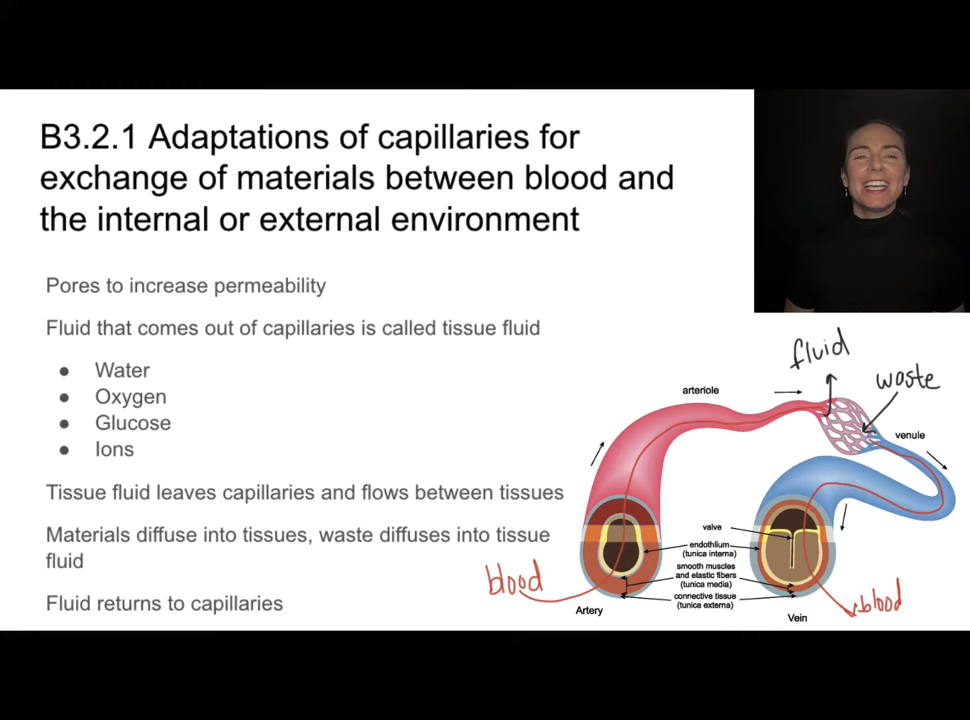 B3.2.1 Adaptations of capillaries for
exchange of materials between blood and
the internal or external environment
Pores to increase permeability
Fluid that comes out of capillaries is called tissue fluid
● Water
● Oxygen
● Glucose
● Ions
Tissue fluid leaves capillaries and flows between tissues
Materials diffuse into tissues, waste diffuses into tissue
fluid
Fluid returns to capillaries
fluid
waste
arteriole
venule
valve
endothlium
(tunica interna)
smooth muscles
and elastic fibers
(tunica media)
connective tissue
(tunica externa)
blood
Artery
Vein
blood